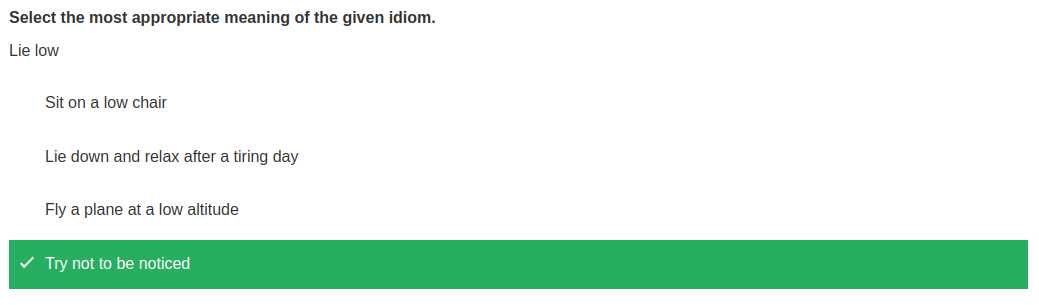 Select the most appropriate meaning of the given idiom.
Lie low
Sit on a low chair
Lie down and relax after a tiring day
Fly a plane at a low altitude
Try not to be noticed